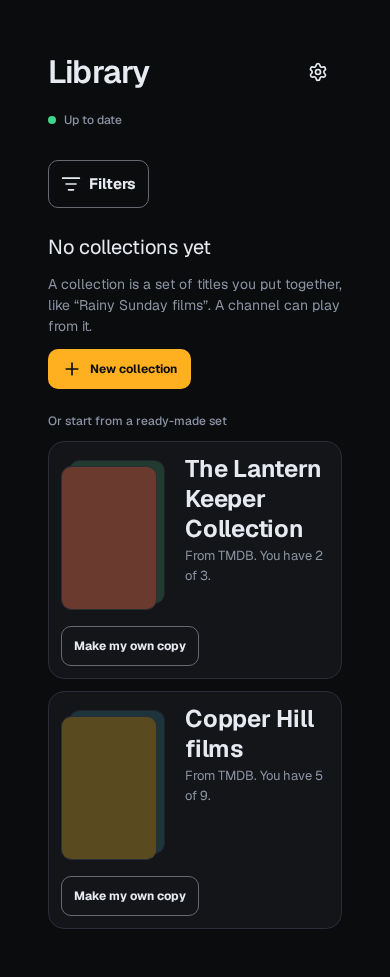 Library
Up to date
Filters
No collections yet
A collection is a set of titles you put together,
like “Rainy Sunday films”. A channel can play
from it.
New collection
Or start from a ready-made set
The Lantern
Keeper
Collection
From TMDB. You have 2
of 3.
Make my own copy
Copper Hill
films
From TMDB. You have 5
of 9.
Make my own copy